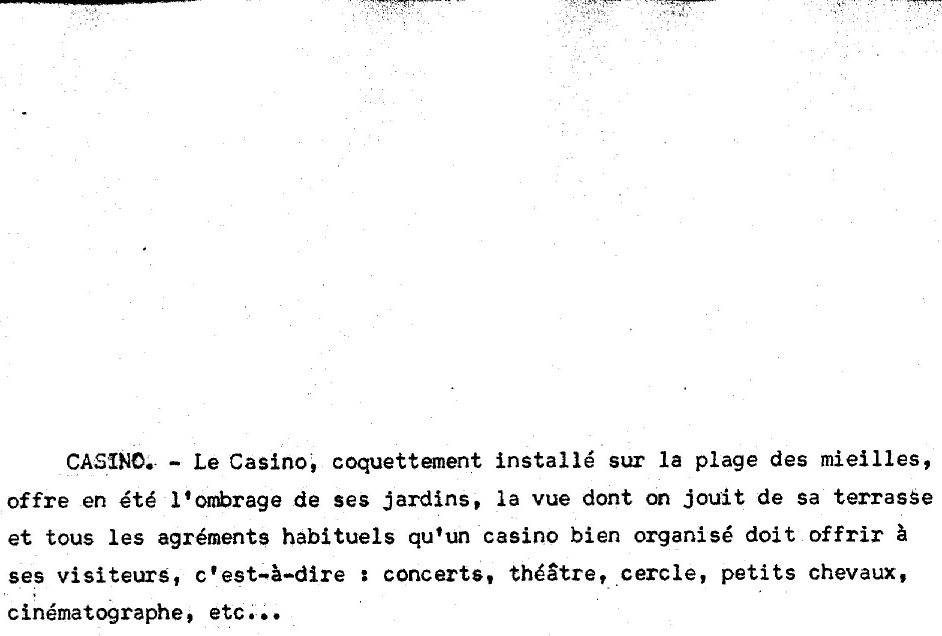 CASINO. - Le Casino, coquettement installé sur la plage des mieilles,
offre en été l'ombrage de ses jardins, la vue dont on jouit de sa terrasse
et tous les agréments habituels qu'un casino bien organisé doit offrir à
ses visiteurs, c'est-à-dire : concerts, théâtre, cercle, petits chevaux,
cinématographe, etc...